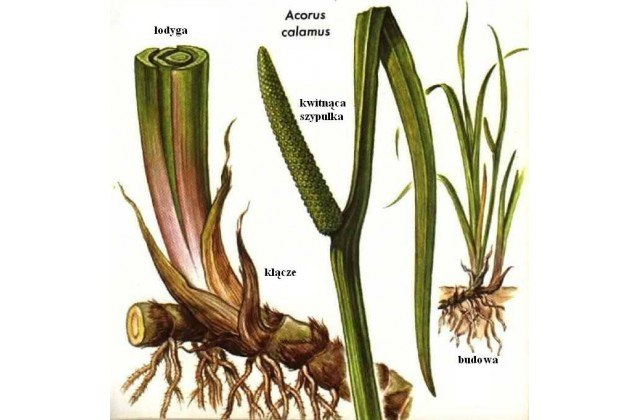 Acorus
calamus
łodyga
kwitnąca
szypułka
kłącze
budowa